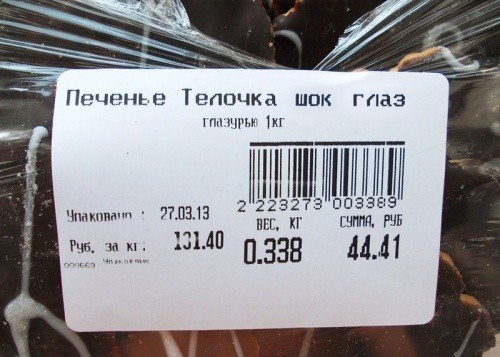 Печенье Телочка шок глаз
глазурью 1кг
2 223273 003389
Упаковано : 27.03.13
ВЕС, КГ СУММА, РУБ
Руб, за кг: 131.40 0.338 44.41
Упаковщик